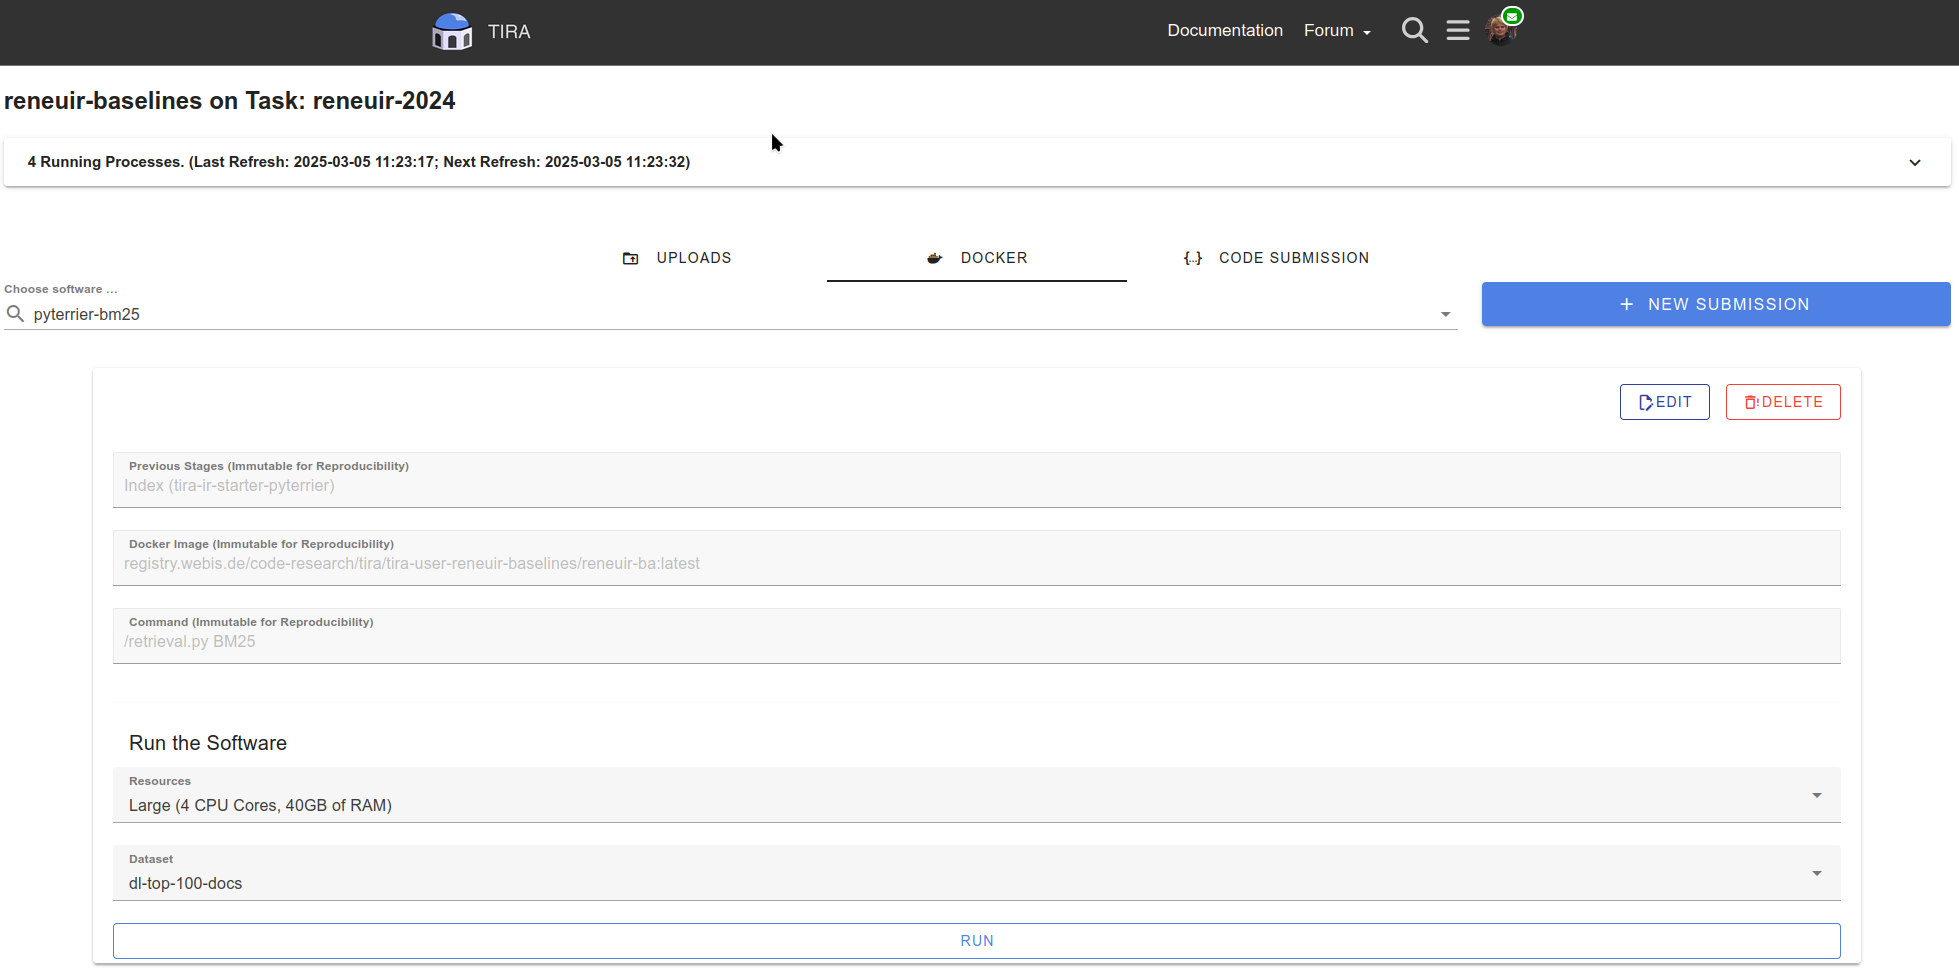 TIRA
Documentation
Forum
reneuir-baselines on Task: reneuir-2024
4 Running Processes. (Last Refresh: 2025-03-05 11:23:17; Next Refresh: 2025-03-05 11:23:32)
UPLOADS
DOCKER
CODE SUBMISSION
Choose software ...
pyterrier-bm25
+ NEW SUBMISSION
EDIT
DELETE
Previous Stages (Immutable for Reproducibility)
Index (tira-ir-starter-pyterrier)
Docker Image (Immutable for Reproducibility)
registry.webis.de/code-research/tira/tira-user-reneuir-baselines/reneuir-ba:latest
Command (Immutable for Reproducibility)
/retrieval.py BM25
Run the Software
Resources
Large (4 CPU Cores, 40GB of RAM)
Dataset
dl-top-100-docs
RUN